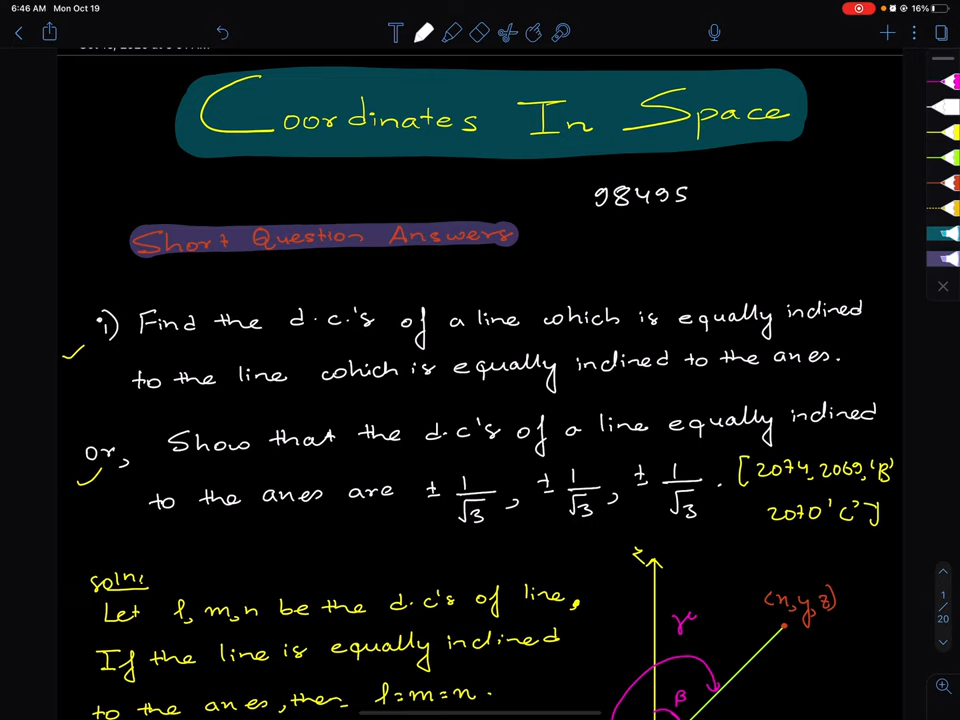 6:46 AM Mon Oct 19
16%
Coordinates In Space
98495
Short Question Answers
i) Find the d.c.'s of a line which is equally inclined
to the line which is equally inclined to the axes.
or, Show that the d.c's of a line equally inclined
to the axes are ± 1/√3, ± 1/√3, ± 1/√3. [2074, 2069,'B'
2070 'C']
soln:
Let l, m, n be the d.c's of line.
If the line is equally inclined
to the axes, then l = m = n.
z
(x, y, z)
γ
β
T
1
/
20